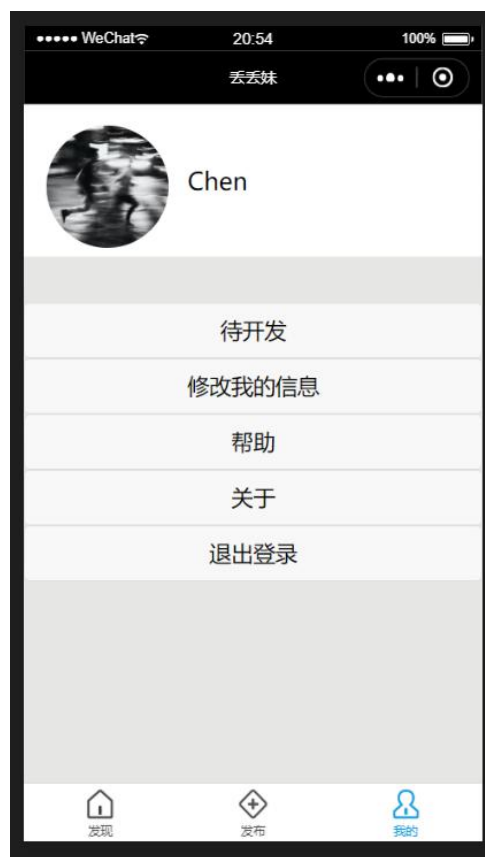 WeChat
20:54
100%
丢丢妹
Chen
待开发
修改我的信息
帮助
关于
退出登录
发现
发布
我的